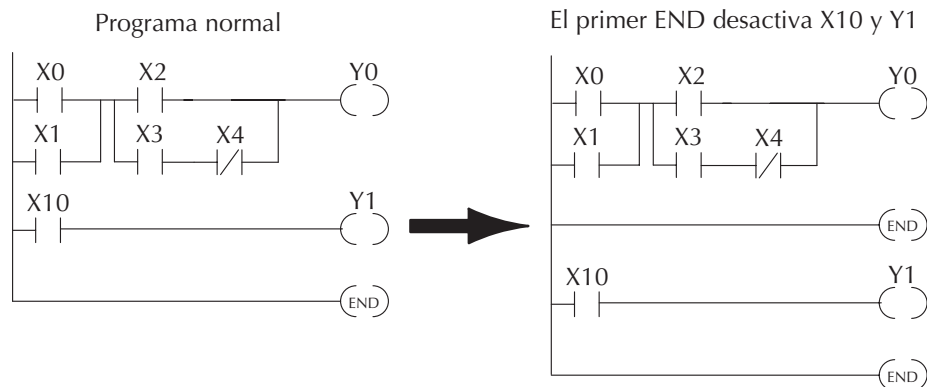 Programa normal
X0 X2 Y0
X1 X3 X4
X10 Y1
END
El primer END desactiva X10 y Y1
X0 X2 Y0
X1 X3 X4
END
X10 Y1
END